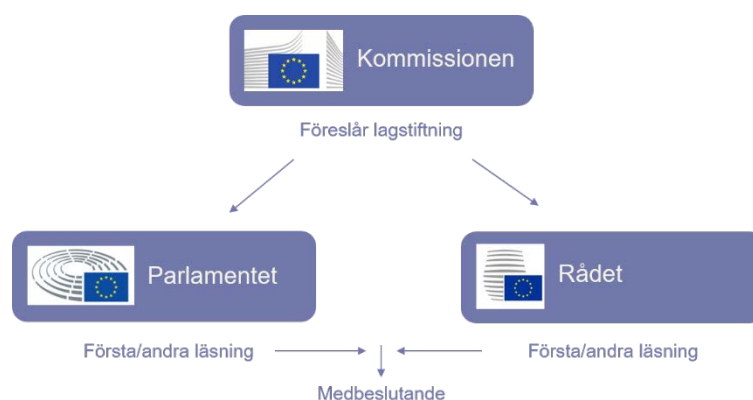 Kommissionen
Föreslår lagstiftning
Parlamentet
Rådet
Första/andra läsning
Första/andra läsning
Medbeslutande